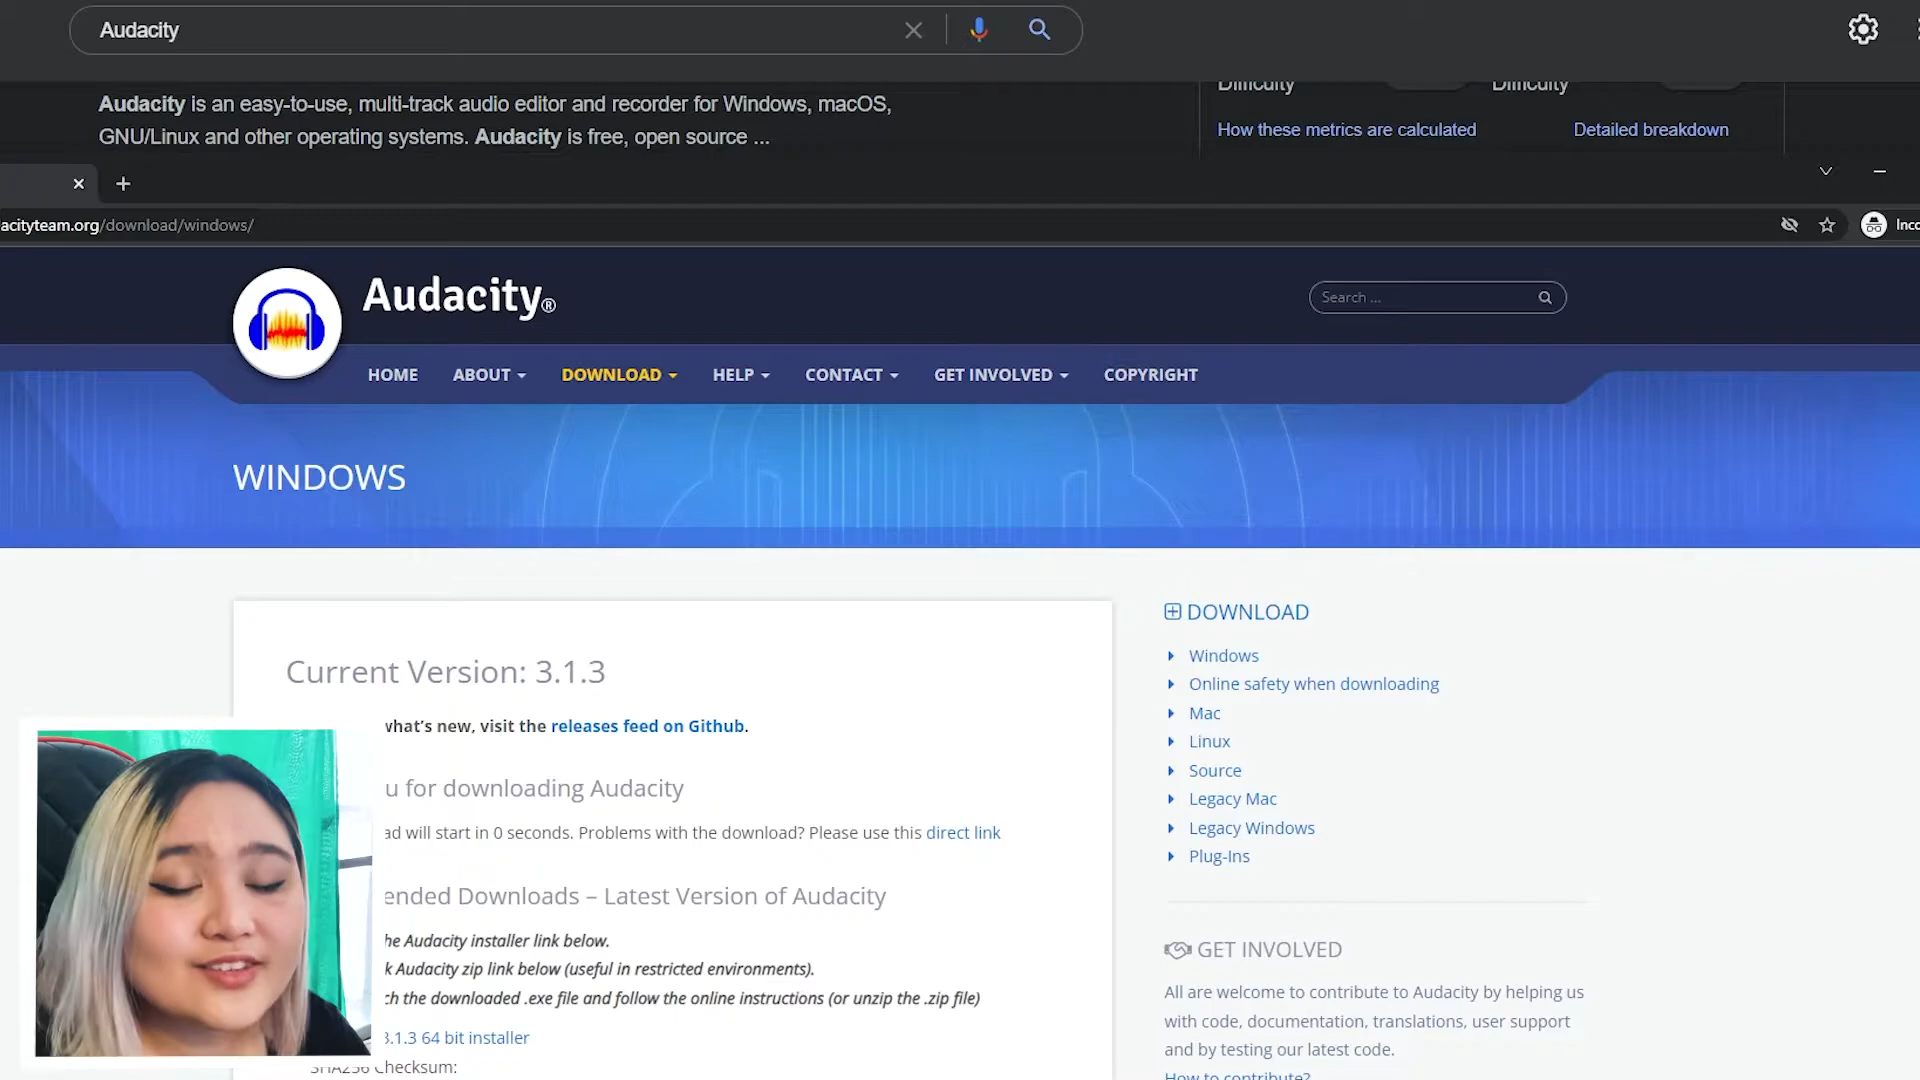 Audacity
Audacity is an easy-to-use, multi-track audio editor and recorder for Windows, macOS,
GNU/Linux and other operating systems. Audacity is free, open source ...
Difficulty
Difficulty
How these metrics are calculated
Detailed breakdown
acityteam.org/download/windows/
Inco
Audacity®
Search ...
HOME
ABOUT
DOWNLOAD
HELP
CONTACT
GET INVOLVED
COPYRIGHT
WINDOWS
Current Version: 3.1.3
what's new, visit the releases feed on Github.
u for downloading Audacity
ad will start in 0 seconds. Problems with the download? Please use this direct link
ended Downloads – Latest Version of Audacity
he Audacity installer link below.
k Audacity zip link below (useful in restricted environments).
ch the downloaded .exe file and follow the online instructions (or unzip the .zip file)
3.1.3 64 bit installer
SHA256 Checksum:
DOWNLOAD
Windows
Online safety when downloading
Mac
Linux
Source
Legacy Mac
Legacy Windows
Plug-Ins
GET INVOLVED
All are welcome to contribute to Audacity by helping us
with code, documentation, translations, user support
and by testing our latest code.
How to contribute?